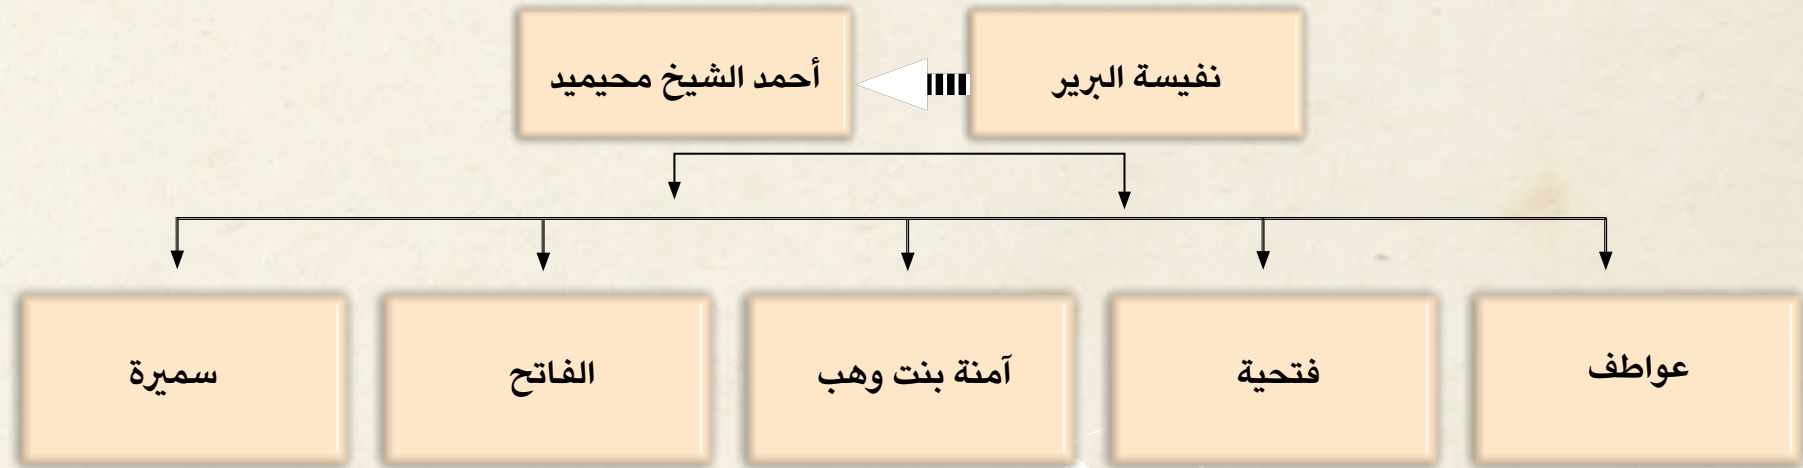 نفيسة البرير
أحمد الشيخ محيميد
عواطف
فتحية
آمنة بنت وهب
الفاتح
سميرة